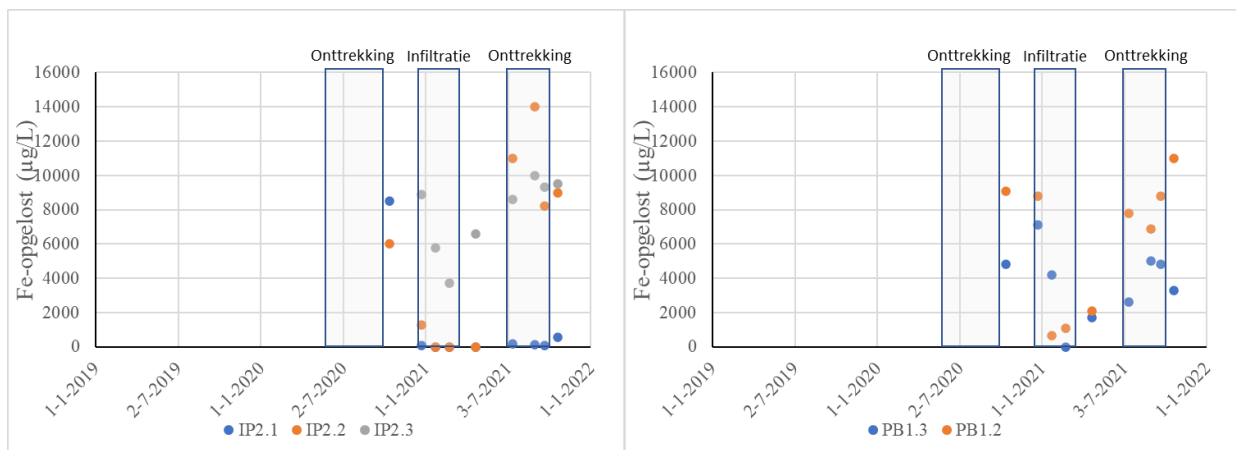 Onttrekking Infiltratie Onttrekking
16000
14000
12000
10000
8000
6000
4000
2000
0
Fe-opgelost (µg/L)
1-1-2019 2-7-2019 1-1-2020 2-7-2020 1-1-2021 3-7-2021 1-1-2022
IP2.1 IP2.2 IP2.3
Onttrekking Infiltratie Onttrekking
16000
14000
12000
10000
8000
6000
4000
2000
0
Fe-opgelost (µg/L)
1-1-2019 2-7-2019 1-1-2020 2-7-2020 1-1-2021 3-7-2021 1-1-2022
PB1.3 PB1.2